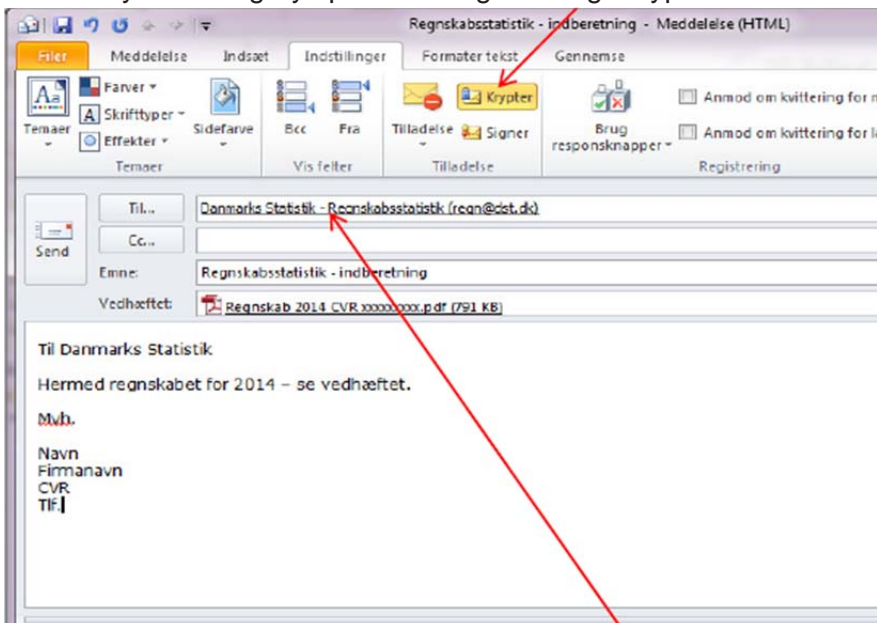 Regnskabsstatistik - indberetning - Meddelelse (HTML)
Filer Meddelelse Indsæt Indstillinger Formater tekst Gennemse
Temaer
Farver
Skrifttyper
Effekter
Sidefarve
Bcc Fra
Tilladelse
Krypter
Signer
Brug
responsknapper
Anmod om kvittering for
Anmod om kvittering for
Temaer Vis felter Tilladelse Registrering
Send
Til... Danmarks Statistik - Regnskabsstatistik (regn@dst.dk)
Cc...
Emne: Regnskabsstatistik - indberetning
Vedhæftet: Regnskab 2014 CVR xxxxxxxxx.pdf (791 KB)
Til Danmarks Statistik
Hermed regnskabet for 2014 – se vedhæftet.
Mvh.
Navn
Firmanavn
CVR
Tlf.